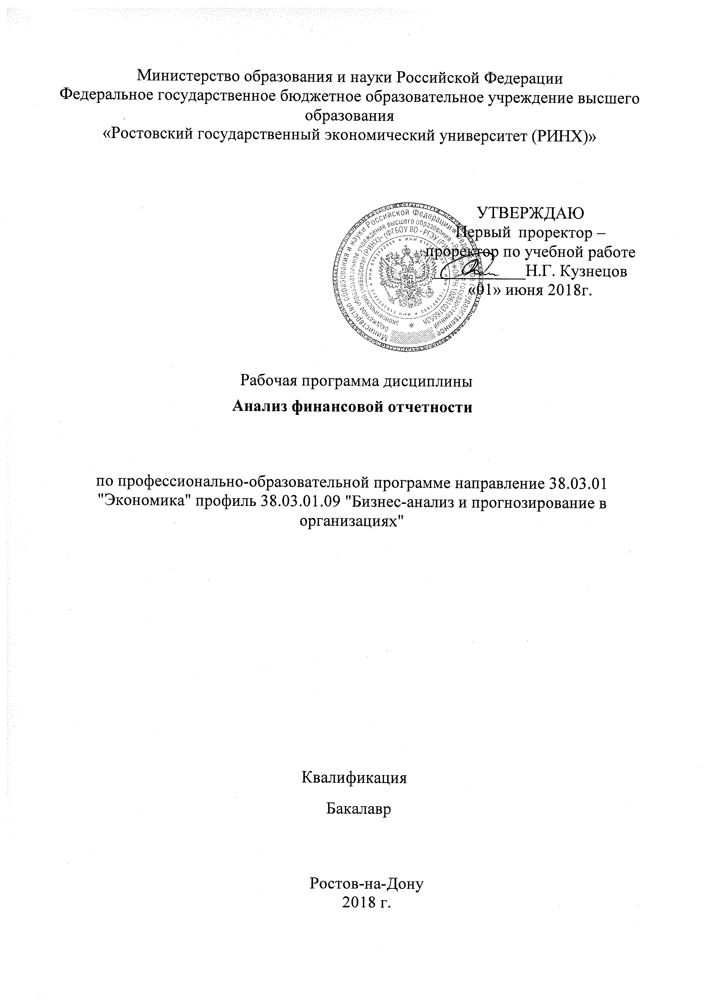 Министерство образования и науки Российской Федерации
Федеральное государственное бюджетное образовательное учреждение высшего
образования
«Ростовский государственный экономический университет (РИНХ)»
УТВЕРЖДАЮ
Первый проректор –
проректор по учебной работе
Н.Г. Кузнецов
«01» июня 2018г.
Министерство образования и науки Российской Федерации * Федеральное государственное
бюджетное образовательное учреждение высшего образования «Ростовский государственный
экономический университет (РИНХ)» (ФГБОУ ВО «РГЭУ (РИНХ)») * ОГРН 1026103165538 *
Рабочая программа дисциплины
Анализ финансовой отчетности
по профессионально-образовательной программе направление 38.03.01
"Экономика" профиль 38.03.01.09 "Бизнес-анализ и прогнозирование в
организациях"
Квалификация
Бакалавр
Ростов-на-Дону
2018 г.